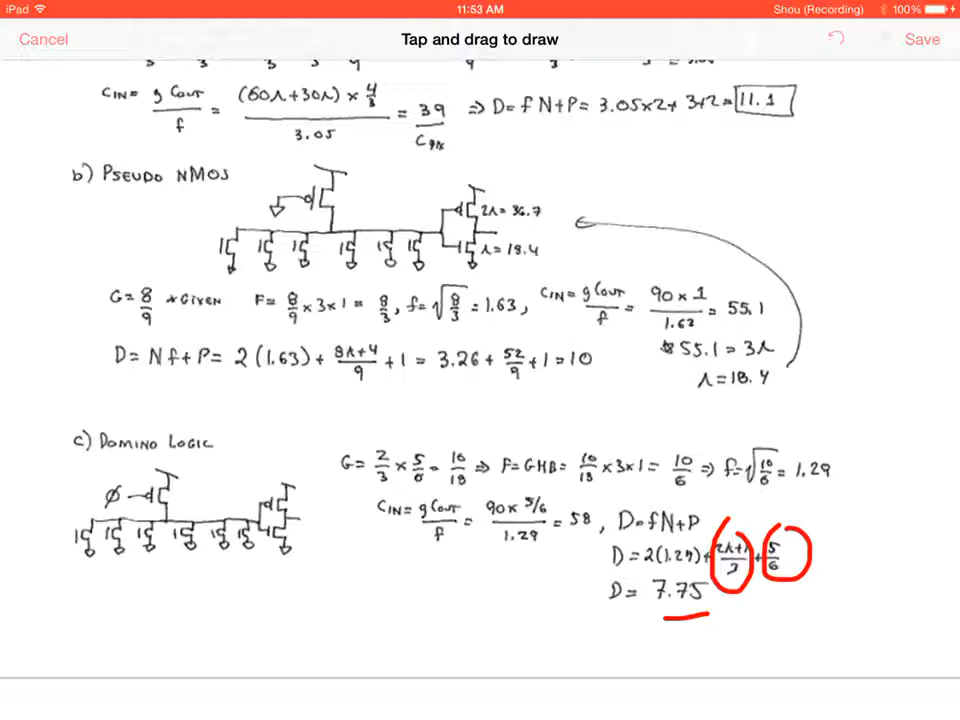 iPad 11:53 AM Shou (Recording) 100%
Cancel Tap and drag to draw Save
CIN = g Cout / f = (60λ+30λ) × 4/3 / 3.05 = 39 / Cgix ⇒ D = f N + P = 3.05×2 + 3+2 = 11.1
b) PSEUDO NMOS
2λ = 36.7
λ = 18.4
G = 8/9 *GIVEN F = 8/9 × 3 × 1 = 8/3, f = √8/3 = 1.63, CIN = g Cout / f = 90 × 1 / 1.62 = 55.1
55.1 = 3λ
D = N f + P = 2(1.63) + 8λ+4 / 9 + 1 = 3.26 + 52/9 + 1 = 10
λ = 18.4
c) DOMINO LOGIC
G = 2/3 × 5/6 = 10/18 ⇒ F = GHB = 10/18 × 3 × 1 = 10/6 ⇒ f = √10/6 = 1.29
φ
CIN = g Cout / f = 90 × 5/6 / 1.29 = 58, D = f N + P
D = 2(1.29) + 2λ+1 / 3 + 5/6
D = 7.75